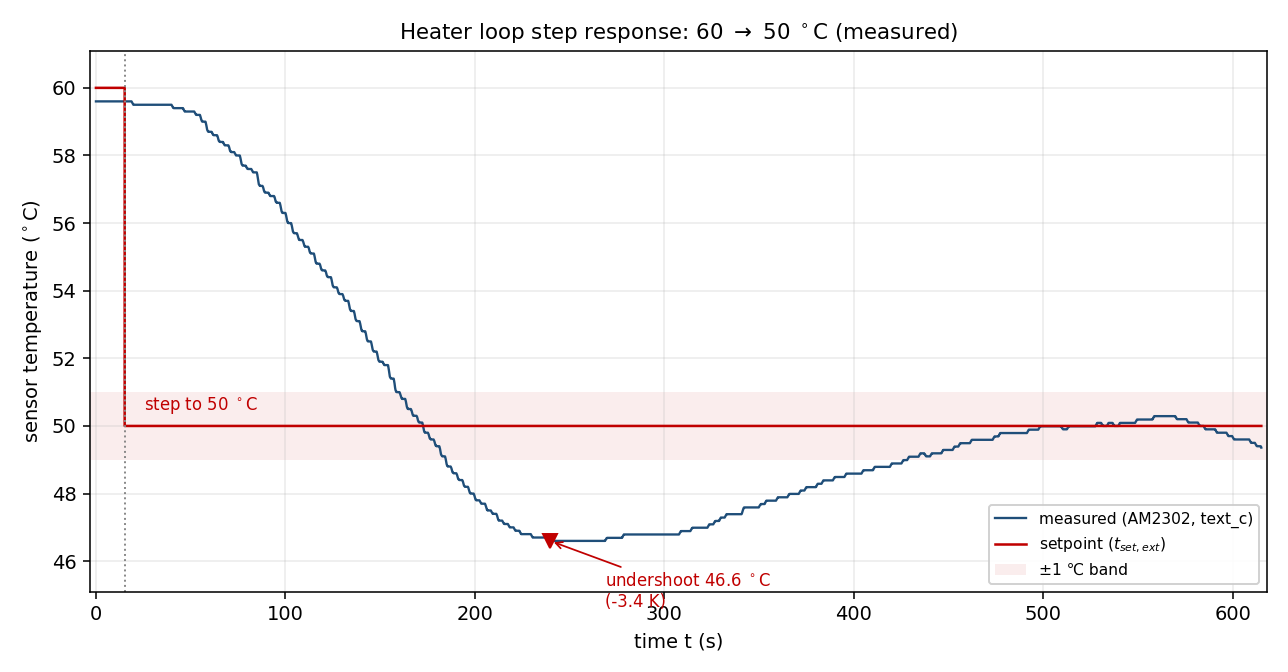 Heater loop step response: 60 → 50 °C (measured)
sensor temperature (°C)
60
58
56
54
52
50
48
46
step to 50 °C
undershoot 46.6 °C
(-3.4 K)
measured (AM2302, text_c)
setpoint (t_{set, ext})
±1 °C band
0
100
200
300
400
500
600
time t (s)